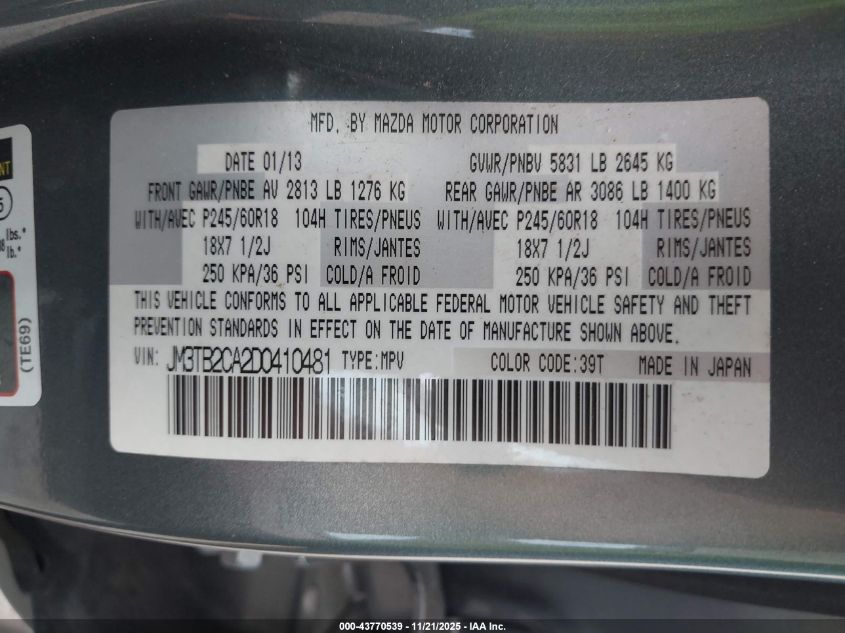 MFD. BY MAZDA MOTOR CORPORATION
DATE 01/13 GVWR/PNBV 5831 LB 2645 KG
FRONT GAWR/PNBE AV 2813 LB 1276 KG REAR GAWR/PNBE AR 3086 LB 1400 KG
WITH/AVEC P245/60R18 104H TIRES/PNEUS WITH/AVEC P245/60R18 104H TIRES/PNEUS
18X7 1/2J RIMS/JANTES 18X7 1/2J RIMS/JANTES
250 KPA/36 PSI COLD/A FROID 250 KPA/36 PSI COLD/A FROID
THIS VEHICLE CONFORMS TO ALL APPLICABLE FEDERAL MOTOR VEHICLE SAFETY AND THEFT
PREVENTION STANDARDS IN EFFECT ON THE DATE OF MANUFACTURE SHOWN ABOVE.
VIN: JM3TB2CA2D0410481 TYPE:MPV COLOR CODE:39T MADE IN JAPAN
lbs.*
lb.*
(TE69)
000-43770539 - 11/21/2025 - IAA Inc.